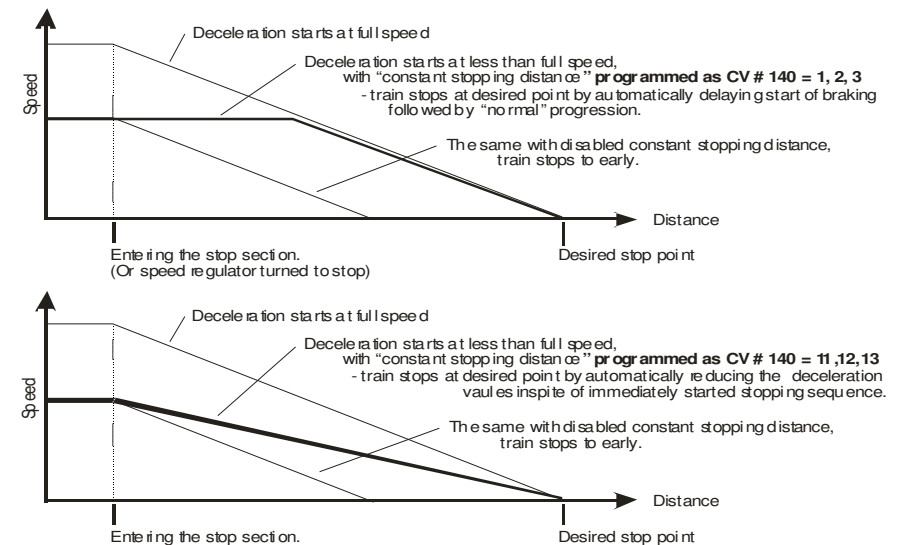 Deceleration starts at full speed
Deceleration starts at less than full speed,
with “constant stopping distance” programmed as CV # 140 = 1, 2, 3
- train stops at desired point by automatically delaying start of braking
followed by “normal” progression.
Speed
The same with disabled constant stopping distance,
train stops to early.
Distance
Entering the stop section.
(Or speed regulator turned to stop)
Desired stop point
Deceleration starts at full speed
Deceleration starts at less than full speed,
with “constant stopping distance” programmed as CV # 140 = 11,12,13
- train stops at desired point by automatically reducing the deceleration
vaules inspite of immediately started stopping sequence.
Speed
The same with disabled constant stopping distance,
train stops to early.
Distance
Entering the stop section.
Desired stop point